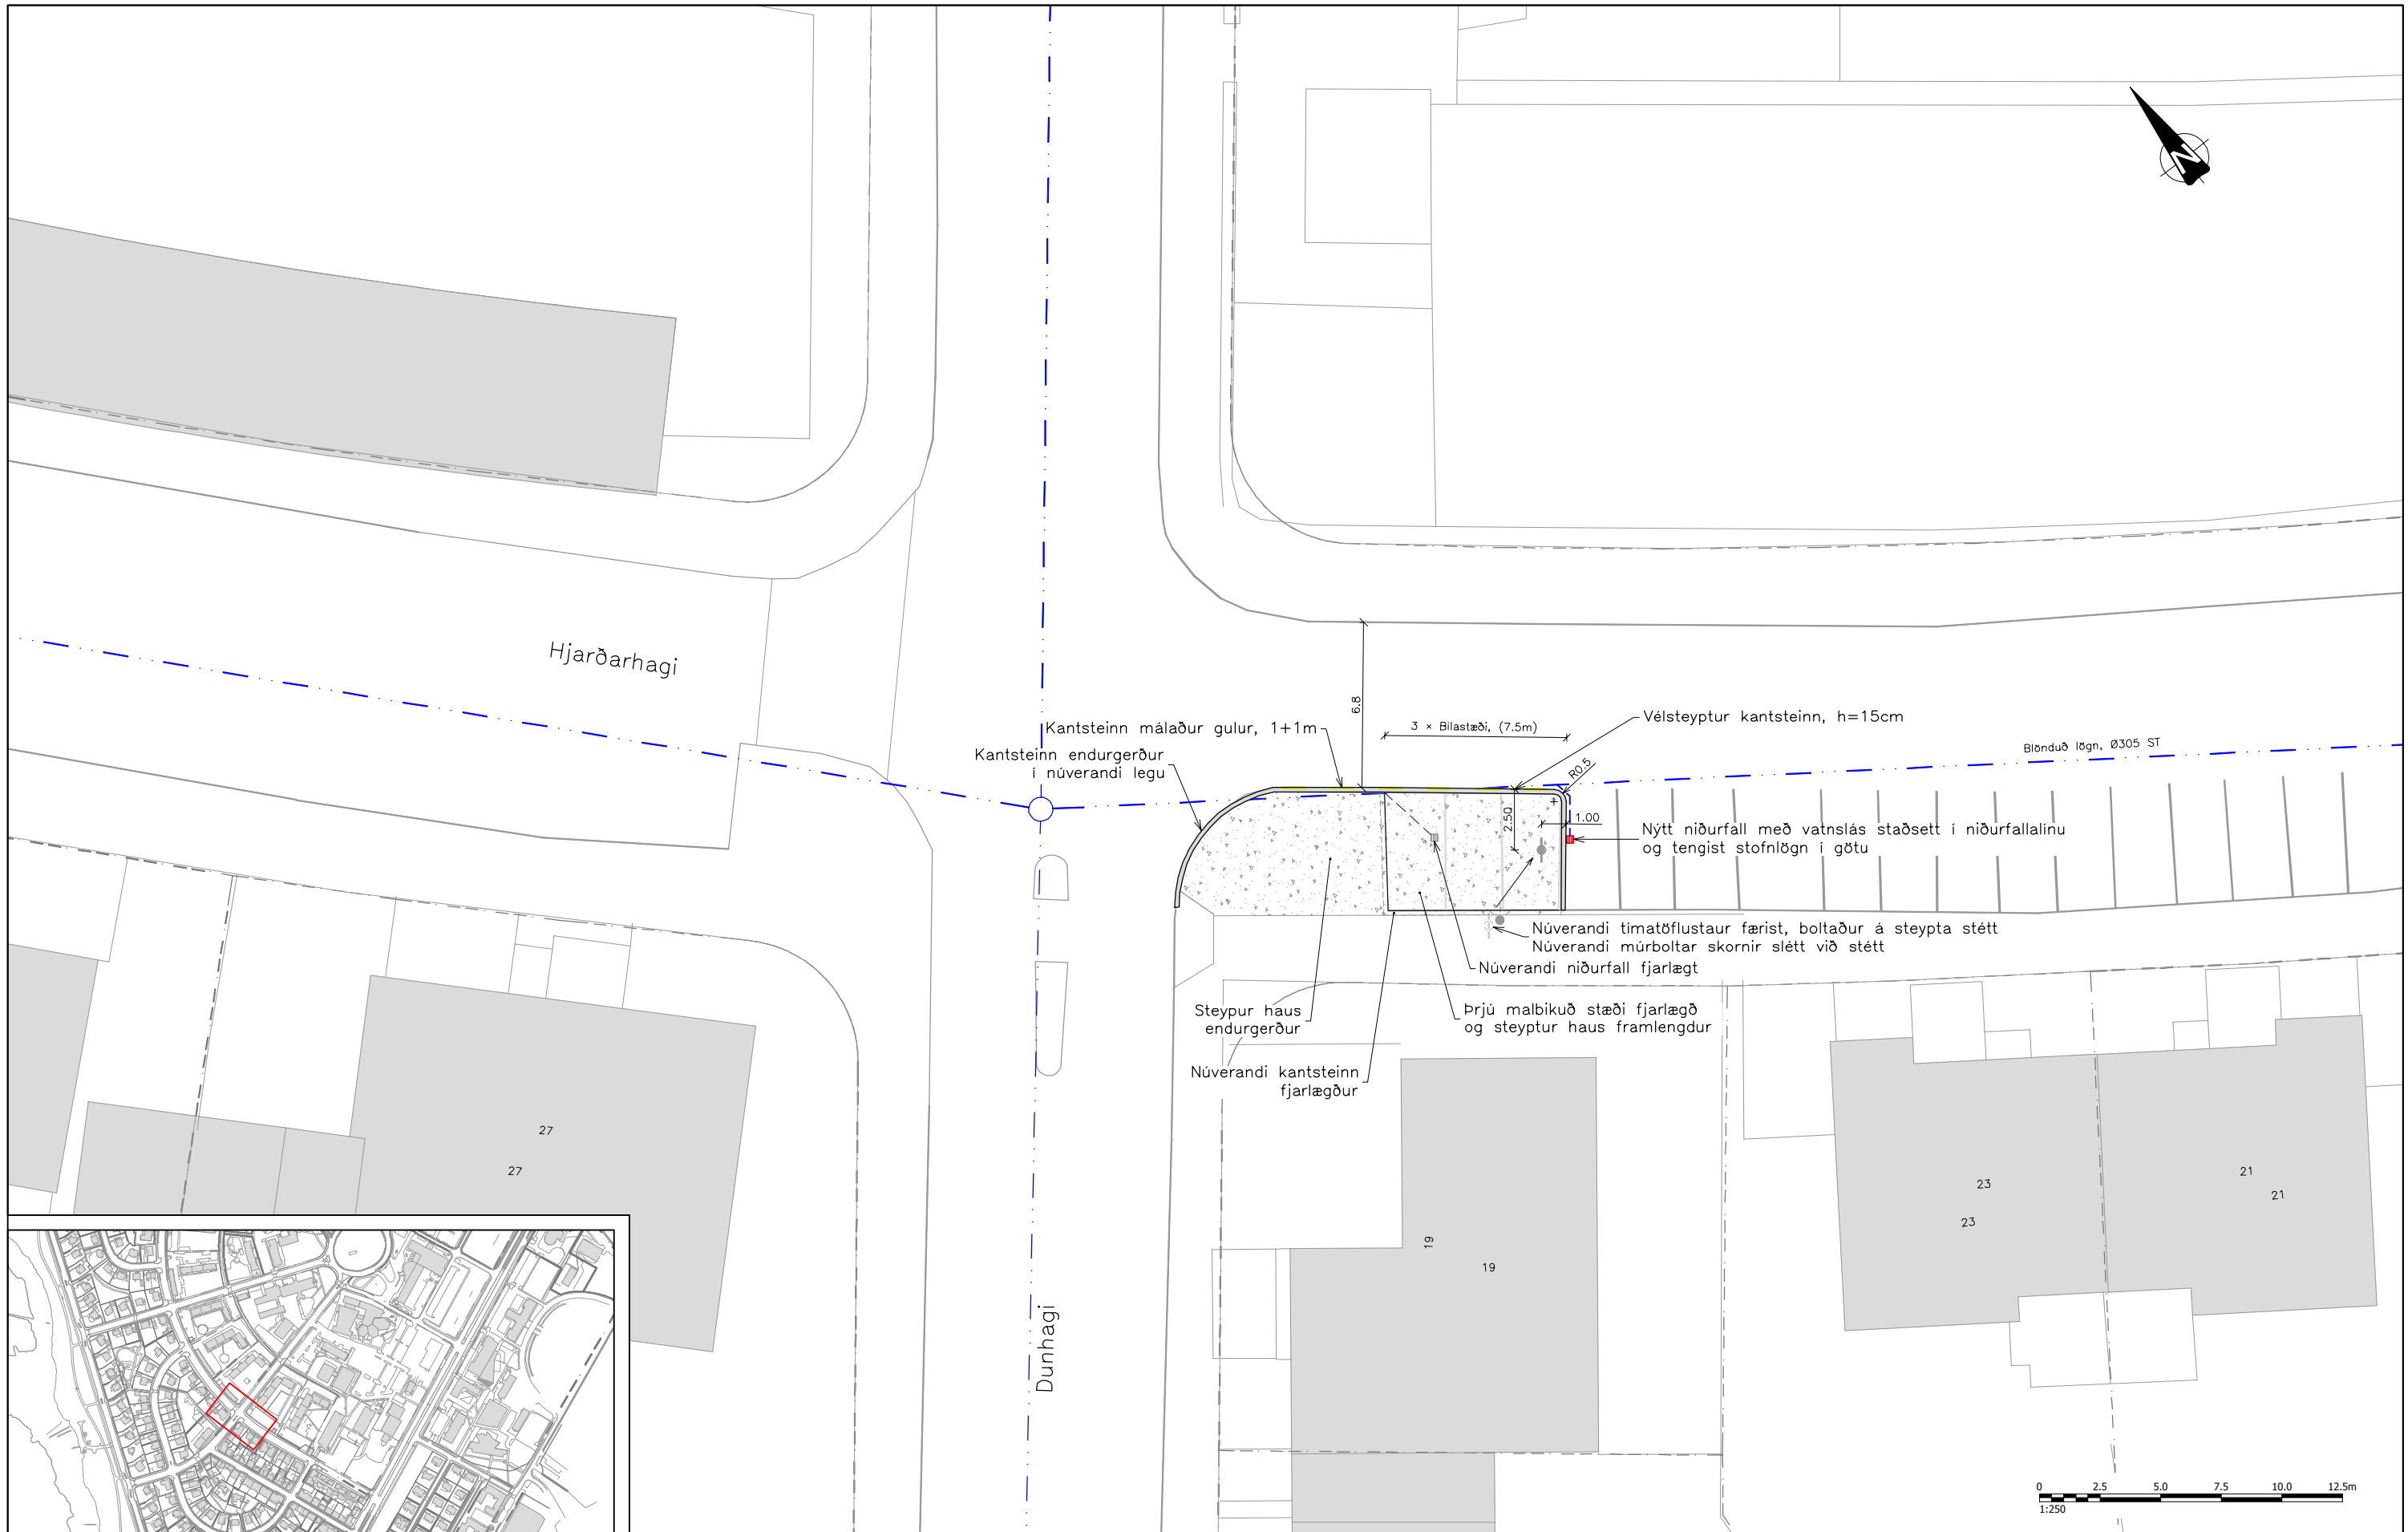 N
Hjarðarhagi
6.8
Kantsteinn málaður gulur, 1+1m
3 × Bílastæði, (7.5m)
Vélsteyptur kantsteinn, h=15cm
Kantsteinn endurgerður
í núverandi legu
Blönduð lögn, Ø305 ST
R0.5
2.50
1.00
Nýtt niðurfall með vatnslás staðsett í niðurfallalínu
og tengist stofnlögn í götu
Núverandi tímatöflustaur færist, boltaður á steypta stétt
Núverandi múrboltar skornir slétt við stétt
Núverandi niðurfall fjarlægt
Steypur haus
endurgerður
Þrjú malbikuð stæði fjarlægð
og steyptur haus framlengdur
Núverandi kantsteinn
fjarlægður
27
27
19
19
23
23
21
21
Dunhagi
0 2.5 5.0 7.5 10.0 12.5m
1:250